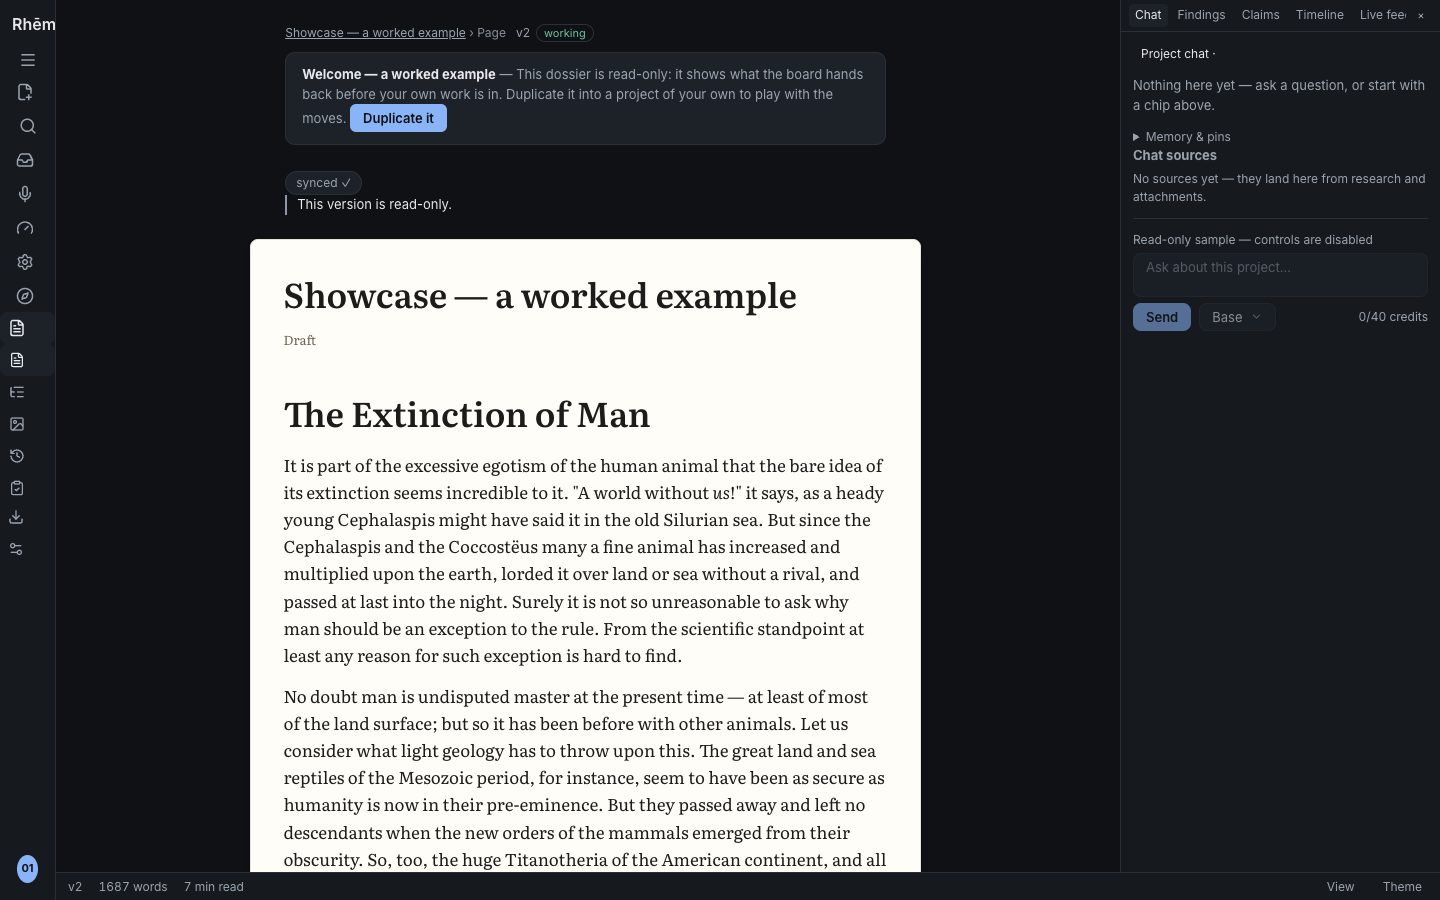 Rhēm
Showcase — a worked example › Page v2 working
Welcome — a worked example — This dossier is read-only: it shows what the board hands
back before your own work is in. Duplicate it into a project of your own to play with the
moves. Duplicate it
synced ✓
This version is read-only.
Showcase — a worked example
Draft
The Extinction of Man
It is part of the excessive egotism of the human animal that the bare idea of
its extinction seems incredible to it. "A world without us!" it says, as a heady
young Cephalaspis might have said it in the old Silurian sea. But since the
Cephalaspis and the Coccostëus many a fine animal has increased and
multiplied upon the earth, lorded it over land or sea without a rival, and
passed at last into the night. Surely it is not so unreasonable to ask why
man should be an exception to the rule. From the scientific standpoint at
least any reason for such exception is hard to find.
No doubt man is undisputed master at the present time — at least of most
of the land surface; but so it has been before with other animals. Let us
consider what light geology has to throw upon this. The great land and sea
reptiles of the Mesozoic period, for instance, seem to have been as secure as
humanity is now in their pre-eminence. But they passed away and left no
descendants when the new orders of the mammals emerged from their
obscurity. So, too, the huge Titanotheria of the American continent, and all
Chat Findings Claims Timeline Live fee ×
Project chat ·
Nothing here yet — ask a question, or start with
a chip above.
▶ Memory & pins
Chat sources
No sources yet — they land here from research and
attachments.
Read-only sample — controls are disabled
Ask about this project...
Send Base 0/40 credits
01
v2 1687 words 7 min read View Theme